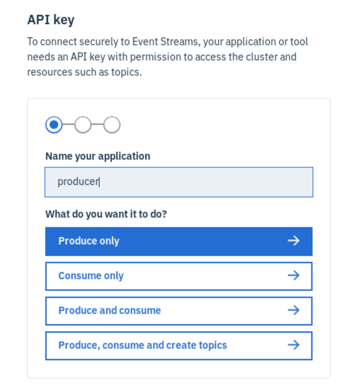 API key
To connect securely to Event Streams, your application or tool
needs an API key with permission to access the cluster and
resources such as topics.
Name your application
producer
What do you want it to do?
Produce only
Consume only
Produce and consume
Produce, consume and create topics